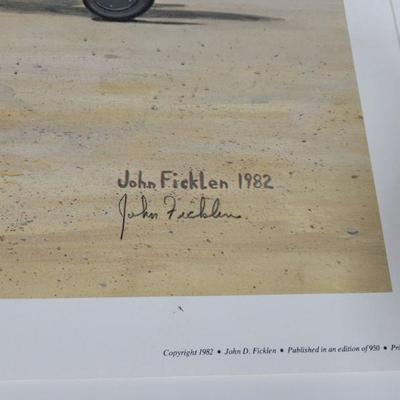 John Ficklen 1982
John Ficklen
Copyright 1982 • John D. Ficklen • Published in an edition of 950 •